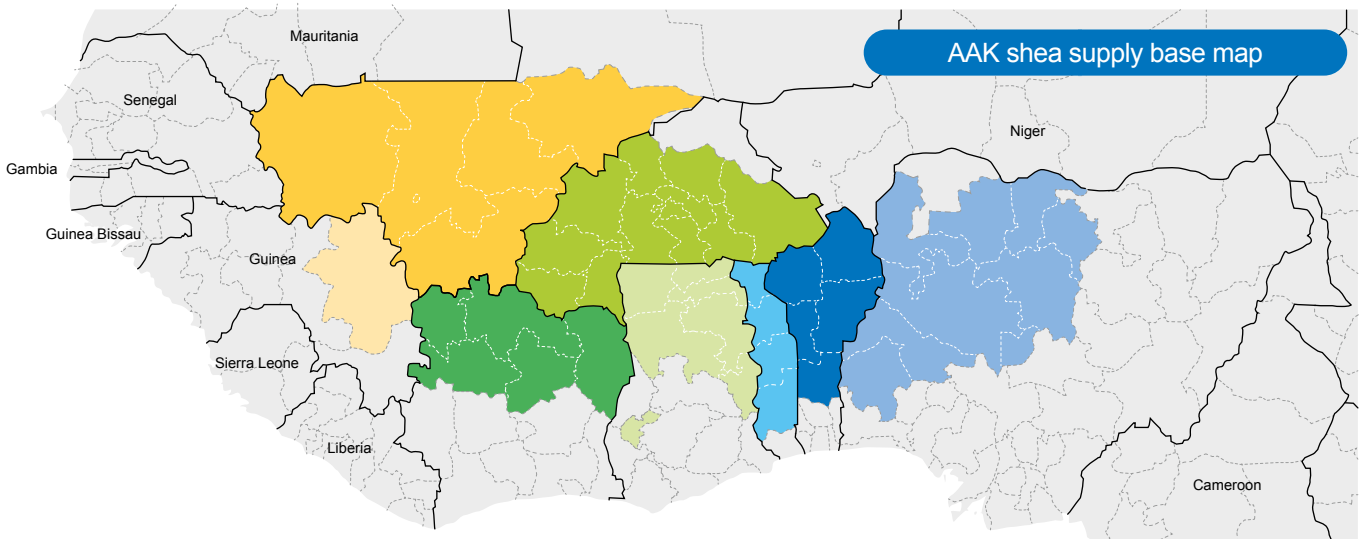 AAK shea supply base map
Mauritania
Senegal
Niger
Gambia
Guinea Bissau
Guinea
Sierra Leone
Liberia
Cameroon